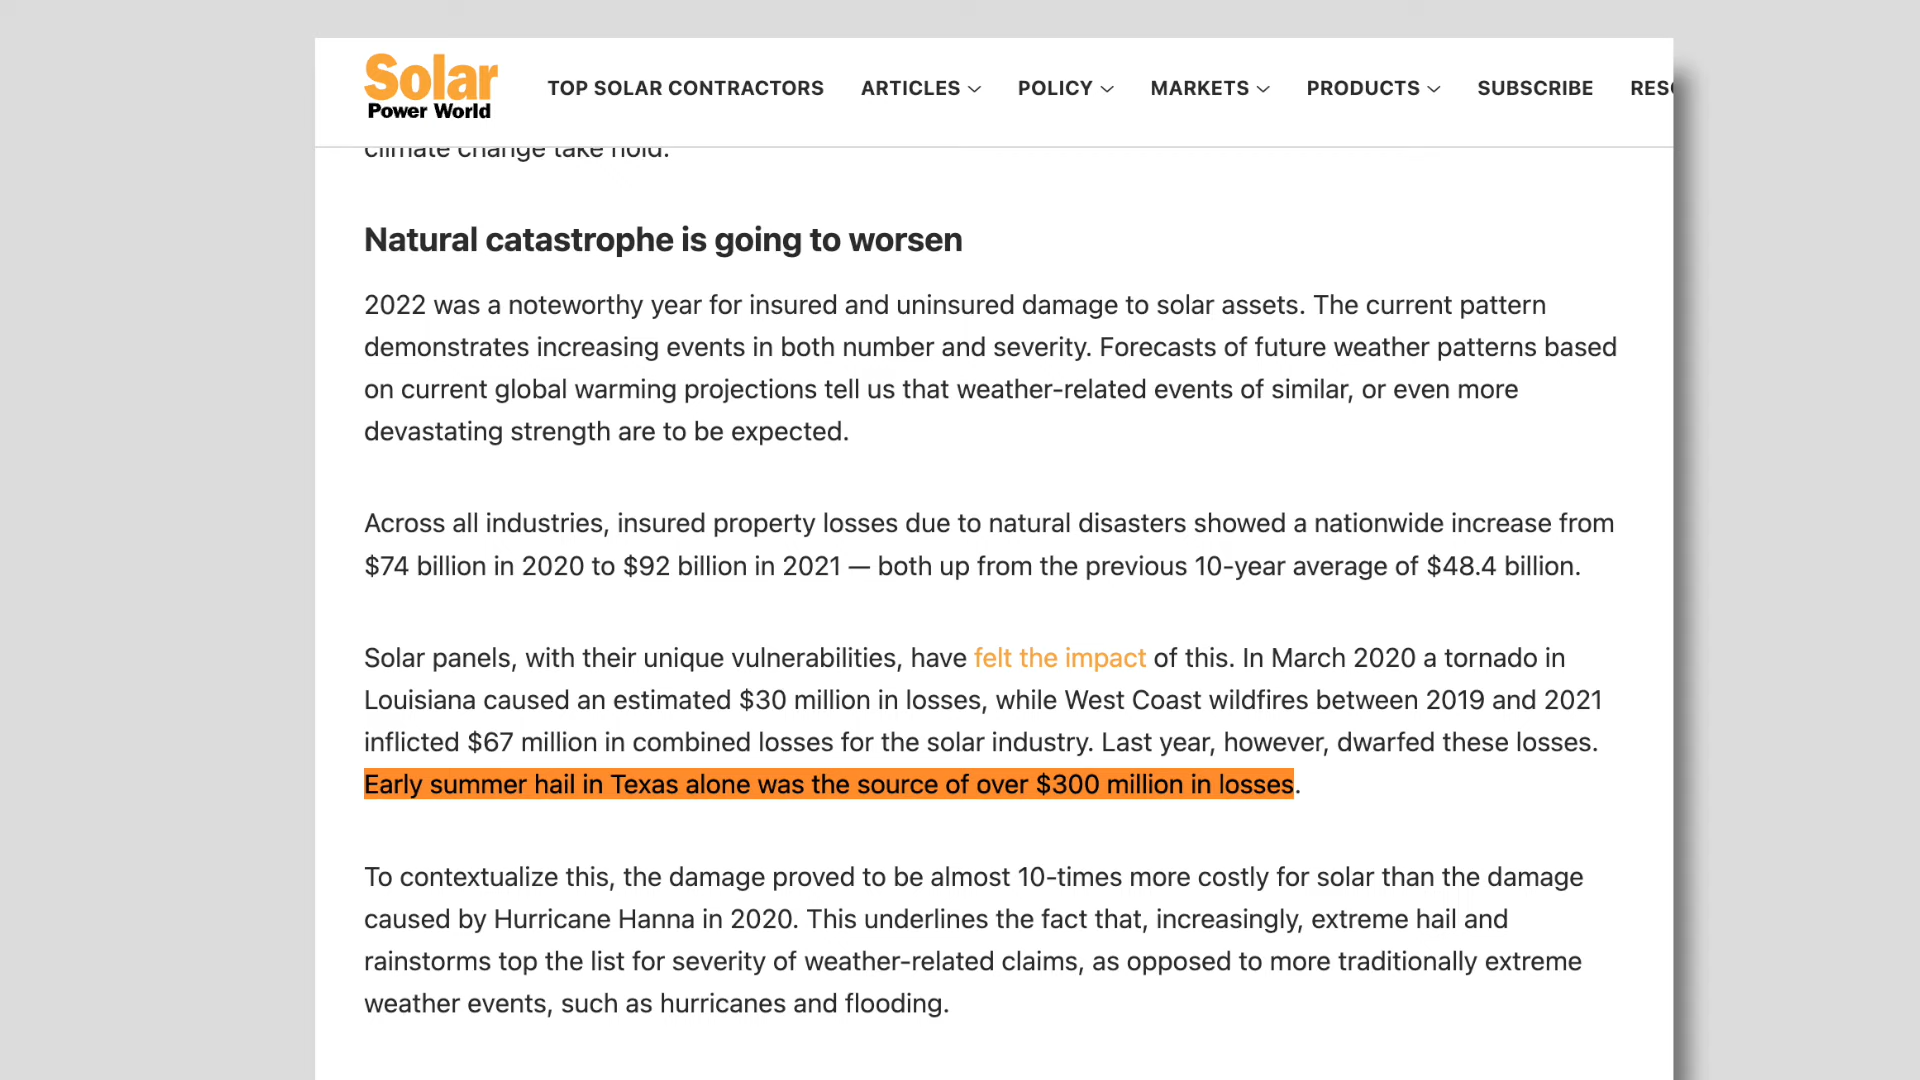 Solar
Power World
TOP SOLAR CONTRACTORS ARTICLES POLICY MARKETS PRODUCTS SUBSCRIBE
climate change take hold.
Natural catastrophe is going to worsen
2022 was a noteworthy year for insured and uninsured damage to solar assets. The current pattern
demonstrates increasing events in both number and severity. Forecasts of future weather patterns based
on current global warming projections tell us that weather-related events of similar, or even more
devastating strength are to be expected.
Across all industries, insured property losses due to natural disasters showed a nationwide increase from
$74 billion in 2020 to $92 billion in 2021 — both up from the previous 10-year average of $48.4 billion.
Solar panels, with their unique vulnerabilities, have felt the impact of this. In March 2020 a tornado in
Louisiana caused an estimated $30 million in losses, while West Coast wildfires between 2019 and 2021
inflicted $67 million in combined losses for the solar industry. Last year, however, dwarfed these losses.
Early summer hail in Texas alone was the source of over $300 million in losses.
To contextualize this, the damage proved to be almost 10-times more costly for solar than the damage
caused by Hurricane Hanna in 2020. This underlines the fact that, increasingly, extreme hail and
rainstorms top the list for severity of weather-related claims, as opposed to more traditionally extreme
weather events, such as hurricanes and flooding.